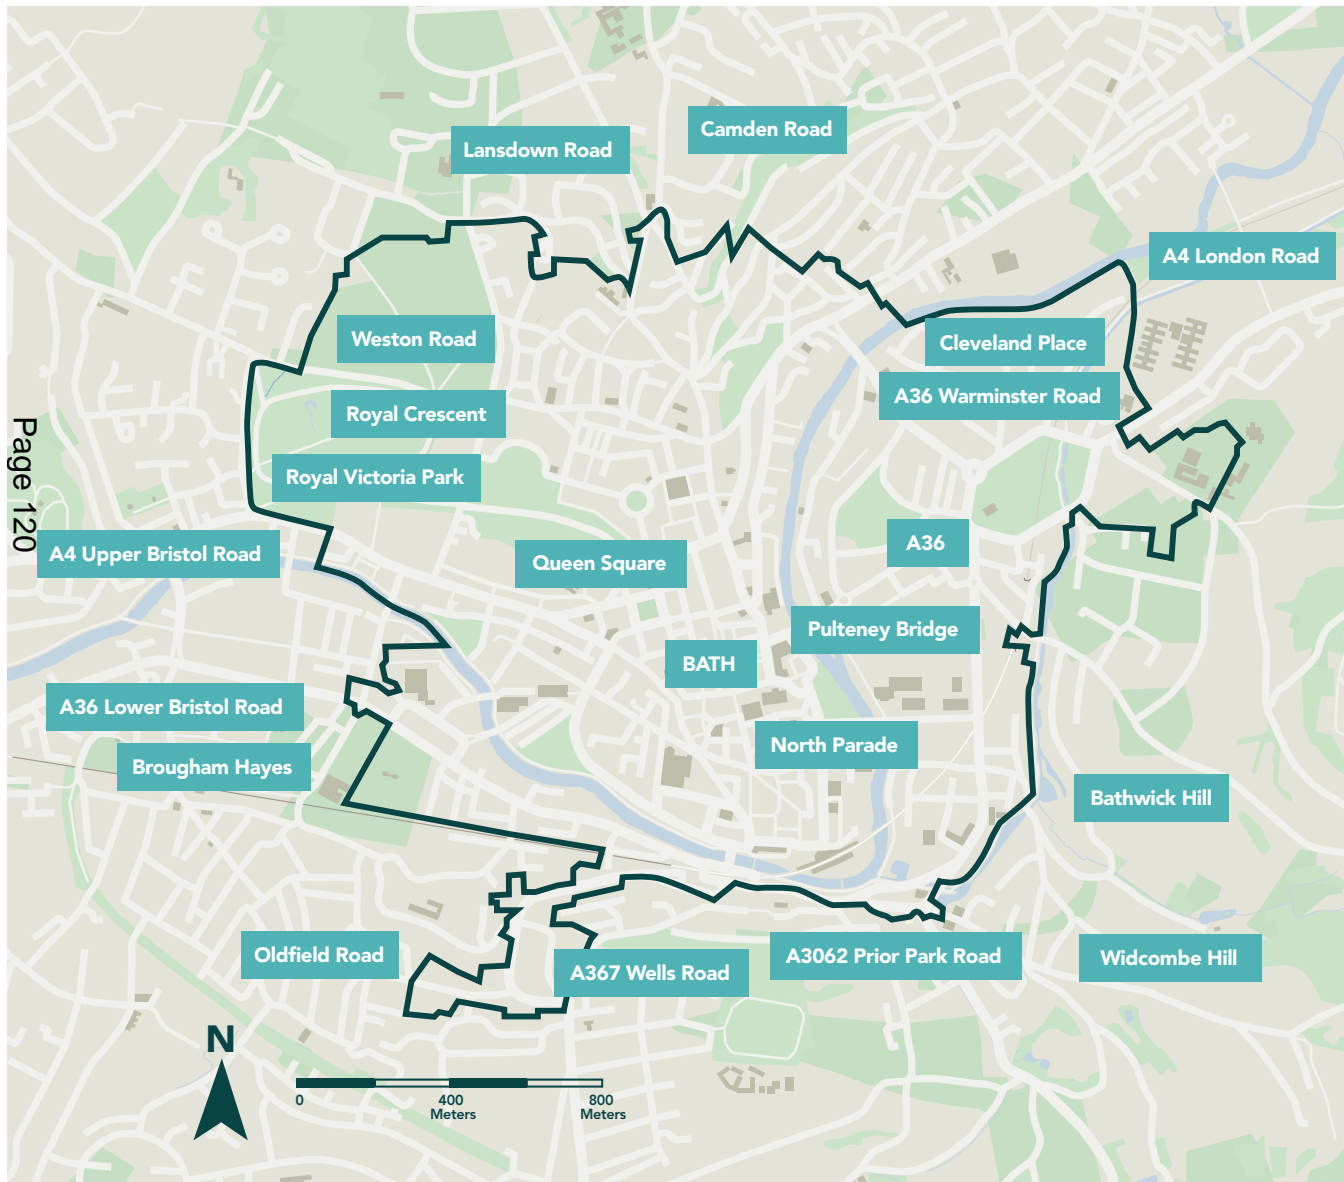 Camden Road
Lansdown Road
A4 London Road
Weston Road
Cleveland Place
A36 Warminster Road
Royal Crescent
Royal Victoria Park
Page 120
A4 Upper Bristol Road
Queen Square
A36
Pulteney Bridge
BATH
A36 Lower Bristol Road
North Parade
Brougham Hayes
Bathwick Hill
Oldfield Road
A367 Wells Road
A3062 Prior Park Road
Widcombe Hill
N
0
400
Meters
800
Meters